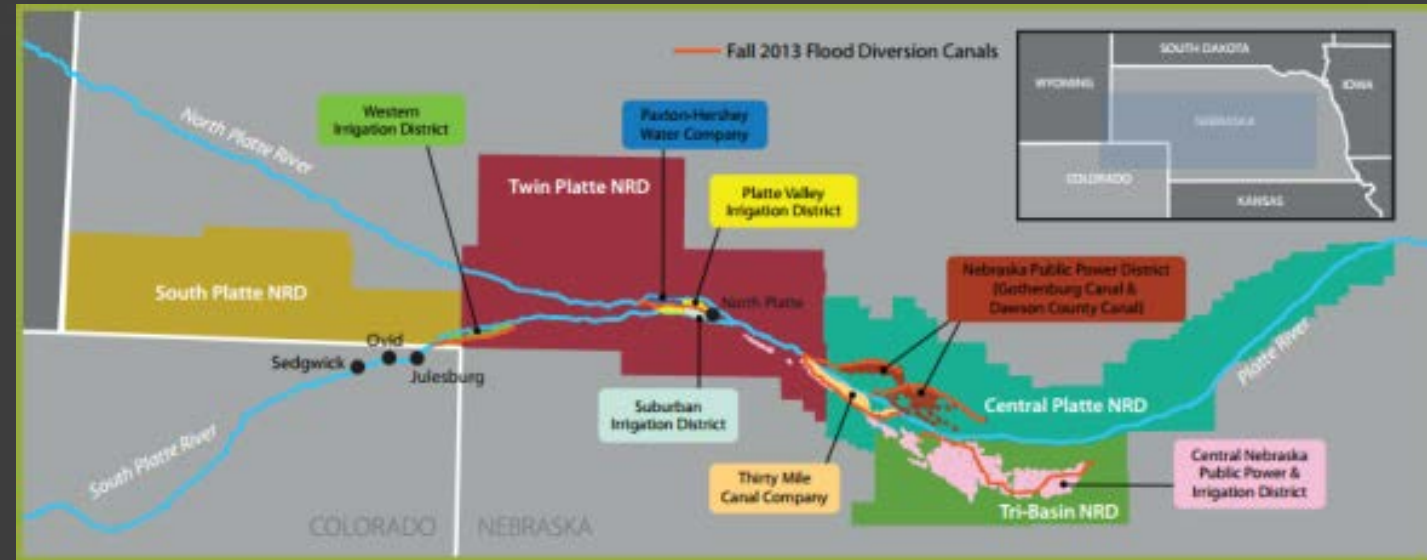 Fall 2013 Flood Diversion Canals
SOUTH DAKOTA
WYOMING
IOWA
NEBRASKA
COLORADO
KANSAS
North Platte River
Western
Irrigation District
Paxton-Hershey
Water Company
Twin Platte NRD
Platte Valley
Irrigation District
Nebraska Public Power District
(Gothenburg Canal &
Dawson County Canal)
South Platte NRD
North Platte
Ovid
Sedgwick
Julesburg
Platte River
Suburban
Irrigation District
Central Platte NRD
South Platte River
Thirty Mile
Canal Company
Central Nebraska
Public Power &
Irrigation District
Tri-Basin NRD
COLORADO
NEBRASKA